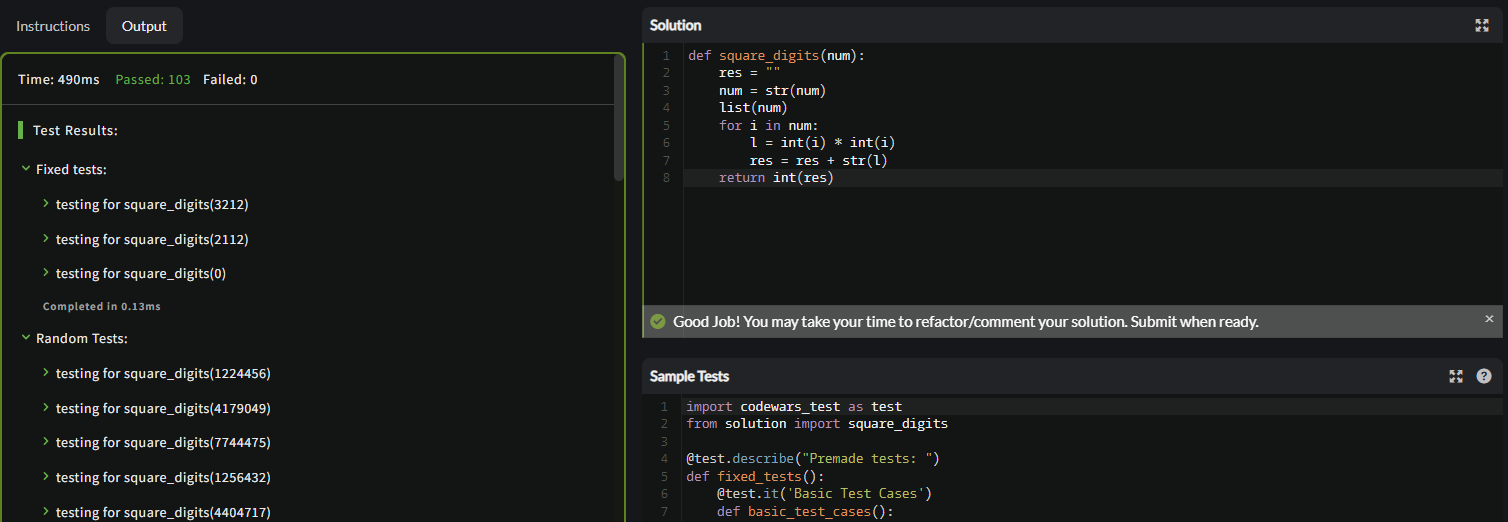 Instructions Output
Time: 490ms Passed: 103 Failed: 0
Test Results:
Fixed tests:
testing for square_digits(3212)
testing for square_digits(2112)
testing for square_digits(0)
Completed in 0.13ms
Random Tests:
testing for square_digits(1224456)
testing for square_digits(4179049)
testing for square_digits(7744475)
testing for square_digits(1256432)
testing for square_digits(4404717)
Solution
1 def square_digits(num):
2     res = ""
3     num = str(num)
4     list(num)
5     for i in num:
6         l = int(i) * int(i)
7         res = res + str(l)
8     return int(res)
Good Job! You may take your time to refactor/comment your solution. Submit when ready. ×
Sample Tests ?
1 import codewars_test as test
2 from solution import square_digits
3
4 @test.describe("Premade tests: ")
5 def fixed_tests():
6     @test.it('Basic Test Cases')
7     def basic_test_cases():